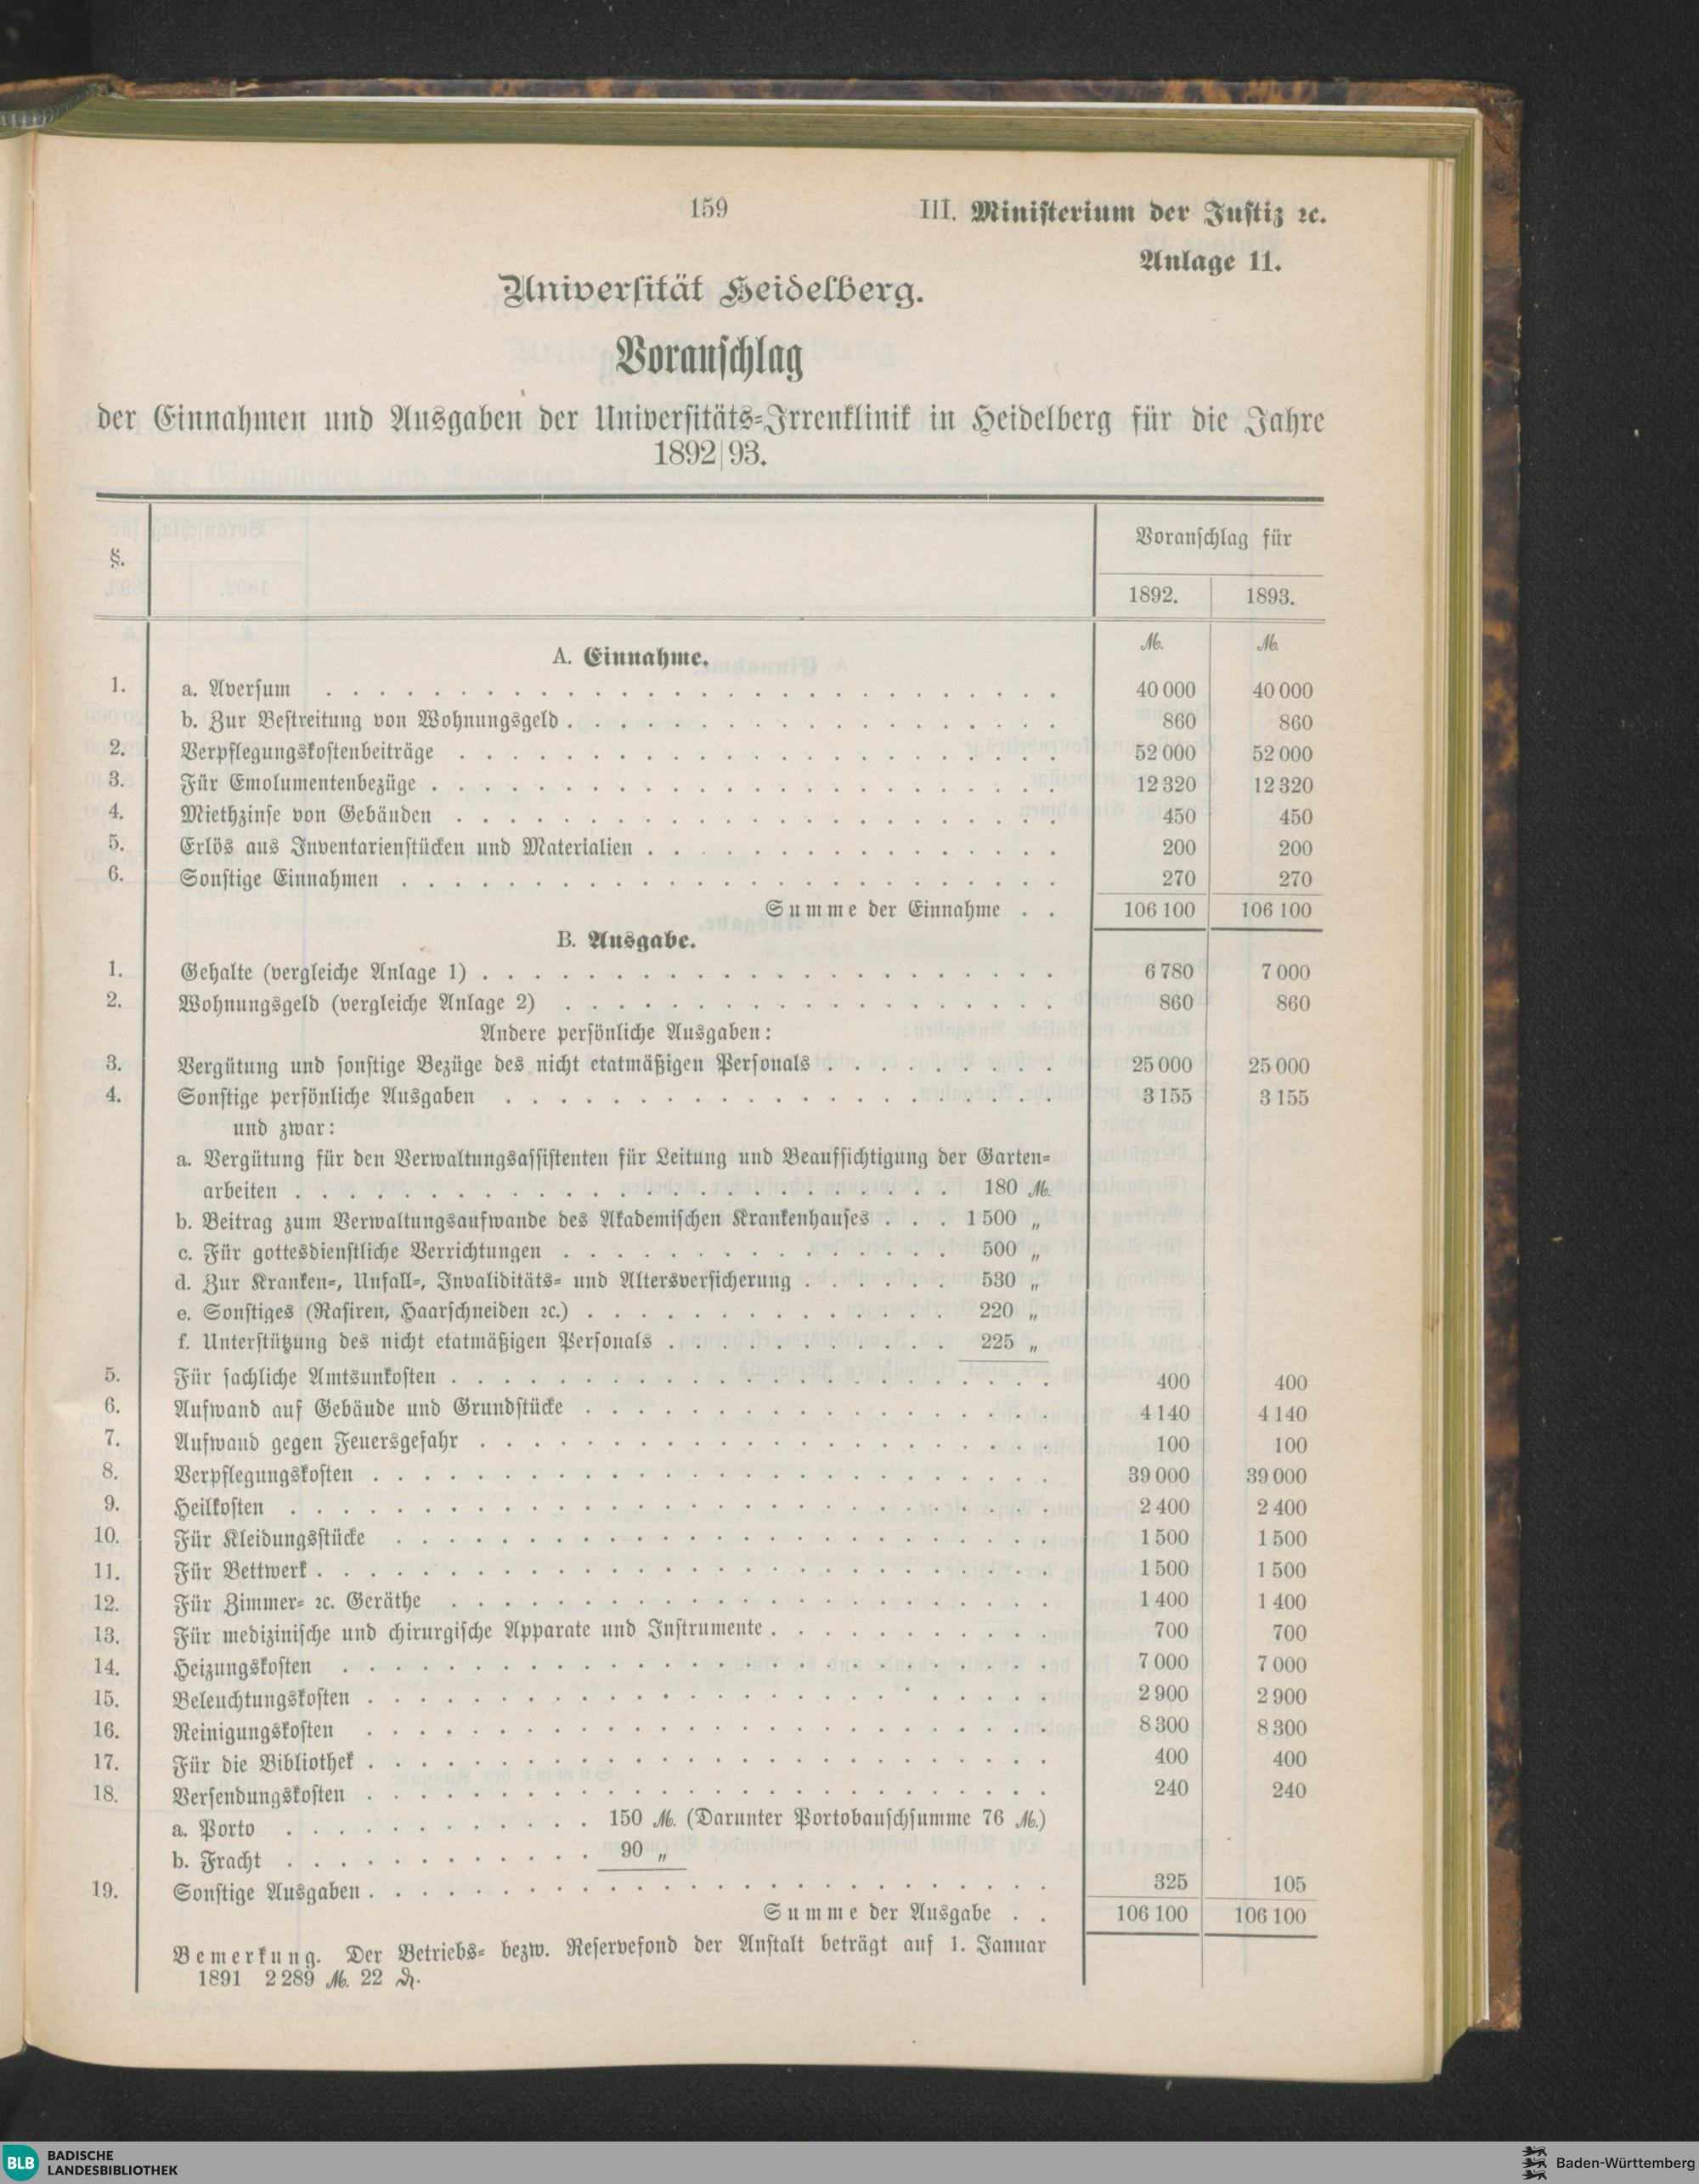 159 III. Ministerium der Justiz ꝛc.
Anlage 11.
Universität Heidelberg.
Voranschlag
der Einnahmen und Ausgaben der Universitäts-Irrenklinik in Heidelberg für die Jahre
1892|93.
§. Voranschlag für
1892. 1893.
A. Einnahme. ℳ. ℳ.
1. a. Aversum 40 000 40 000
b. Zur Bestreitung von Wohnungsgeld 860 860
2. Verpflegungskostenbeiträge 52 000 52 000
3. Für Emolumentenbezüge 12 320 12 320
4. Miethzinse von Gebäuden 450 450
5. Erlös aus Inventarienstücken und Materialien 200 200
6. Sonstige Einnahmen 270 270
Summe der Einnahme 106 100 106 100
B. Ausgabe.
1. Gehalte (vergleiche Anlage 1) 6 780 7 000
2. Wohnungsgeld (vergleiche Anlage 2) 860 860
Andere persönliche Ausgaben:
3. Vergütung und sonstige Bezüge des nicht etatmäßigen Personals 25 000 25 000
4. Sonstige persönliche Ausgaben 3 155 3 155
und zwar:
a. Vergütung für den Verwaltungsassistenten für Leitung und Beaufsichtigung der Garten-
arbeiten 180 ℳ.
b. Beitrag zum Verwaltungsaufwande des Akademischen Krankenhauses 1 500 „
c. Für gottesdienstliche Verrichtungen 500 „
d. Zur Kranken-, Unfall-, Invaliditäts- und Altersversicherung 530 „
e. Sonstiges (Rasiren, Haarschneiden ꝛc.) 220 „
f. Unterstützung des nicht etatmäßigen Personals 225 „
5. Für sachliche Amtsunkosten 400 400
6. Aufwand auf Gebäude und Grundstücke 4 140 4 140
7. Aufwand gegen Feuersgefahr 100 100
8. Verpflegungskosten 39 000 39 000
9. Heilkosten 2 400 2 400
10. Für Kleidungsstücke 1 500 1 500
11. Für Bettwerk 1 500 1 500
12. Für Zimmer- ꝛc. Geräthe 1 400 1 400
13. Für medizinische und chirurgische Apparate und Instrumente 700 700
14. Heizungskosten 7 000 7 000
15. Beleuchtungskosten 2 900 2 900
16. Reinigungskosten 8 300 8 300
17. Für die Bibliothek 400 400
18. Versendungskosten 240 240
a. Porto 150 ℳ. (Darunter Portobauschsumme 76 ℳ.)
b. Fracht 90 „
19. Sonstige Ausgaben 325 105
Summe der Ausgabe 106 100 106 100
Bemerkung. Der Betriebs- bezw. Reservefond der Anstalt beträgt auf 1. Januar
1891 2 289 ℳ. 22 ₰.
BLB BADISCHE
LANDESBIBLIOTHEK
Baden-Württemberg